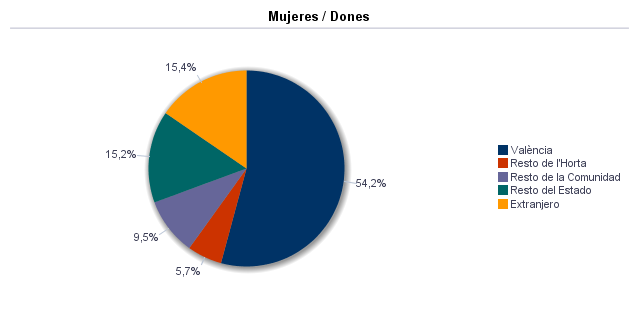 Mujeres / Dones
15,4%
15,2%
54,2%
9,5%
5,7%
València
Resto de l'Horta
Resto de la Comunidad
Resto del Estado
Extranjero